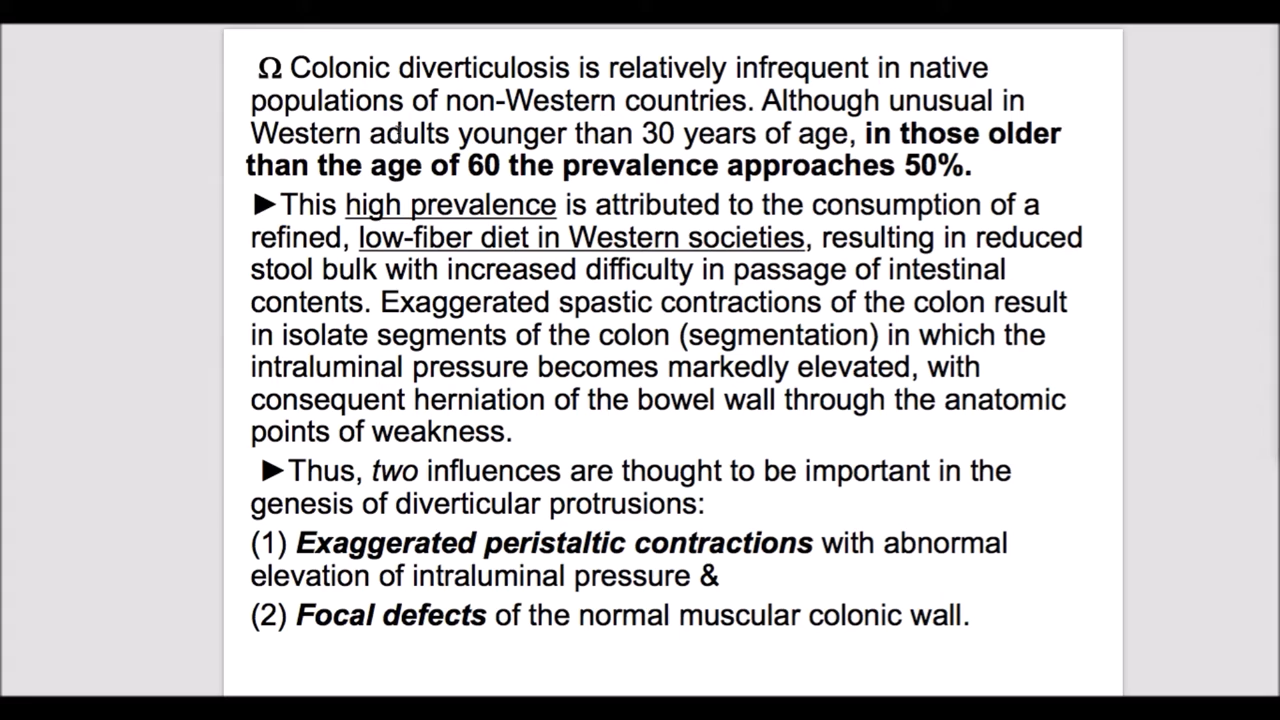 Ω Colonic diverticulosis is relatively infrequent in native
populations of non-Western countries. Although unusual in
Western adults younger than 30 years of age, in those older
than the age of 60 the prevalence approaches 50%.
►This high prevalence is attributed to the consumption of a
refined, low-fiber diet in Western societies, resulting in reduced
stool bulk with increased difficulty in passage of intestinal
contents. Exaggerated spastic contractions of the colon result
in isolate segments of the colon (segmentation) in which the
intraluminal pressure becomes markedly elevated, with
consequent herniation of the bowel wall through the anatomic
points of weakness.
►Thus, two influences are thought to be important in the
genesis of diverticular protrusions:
(1) Exaggerated peristaltic contractions with abnormal
elevation of intraluminal pressure &
(2) Focal defects of the normal muscular colonic wall.